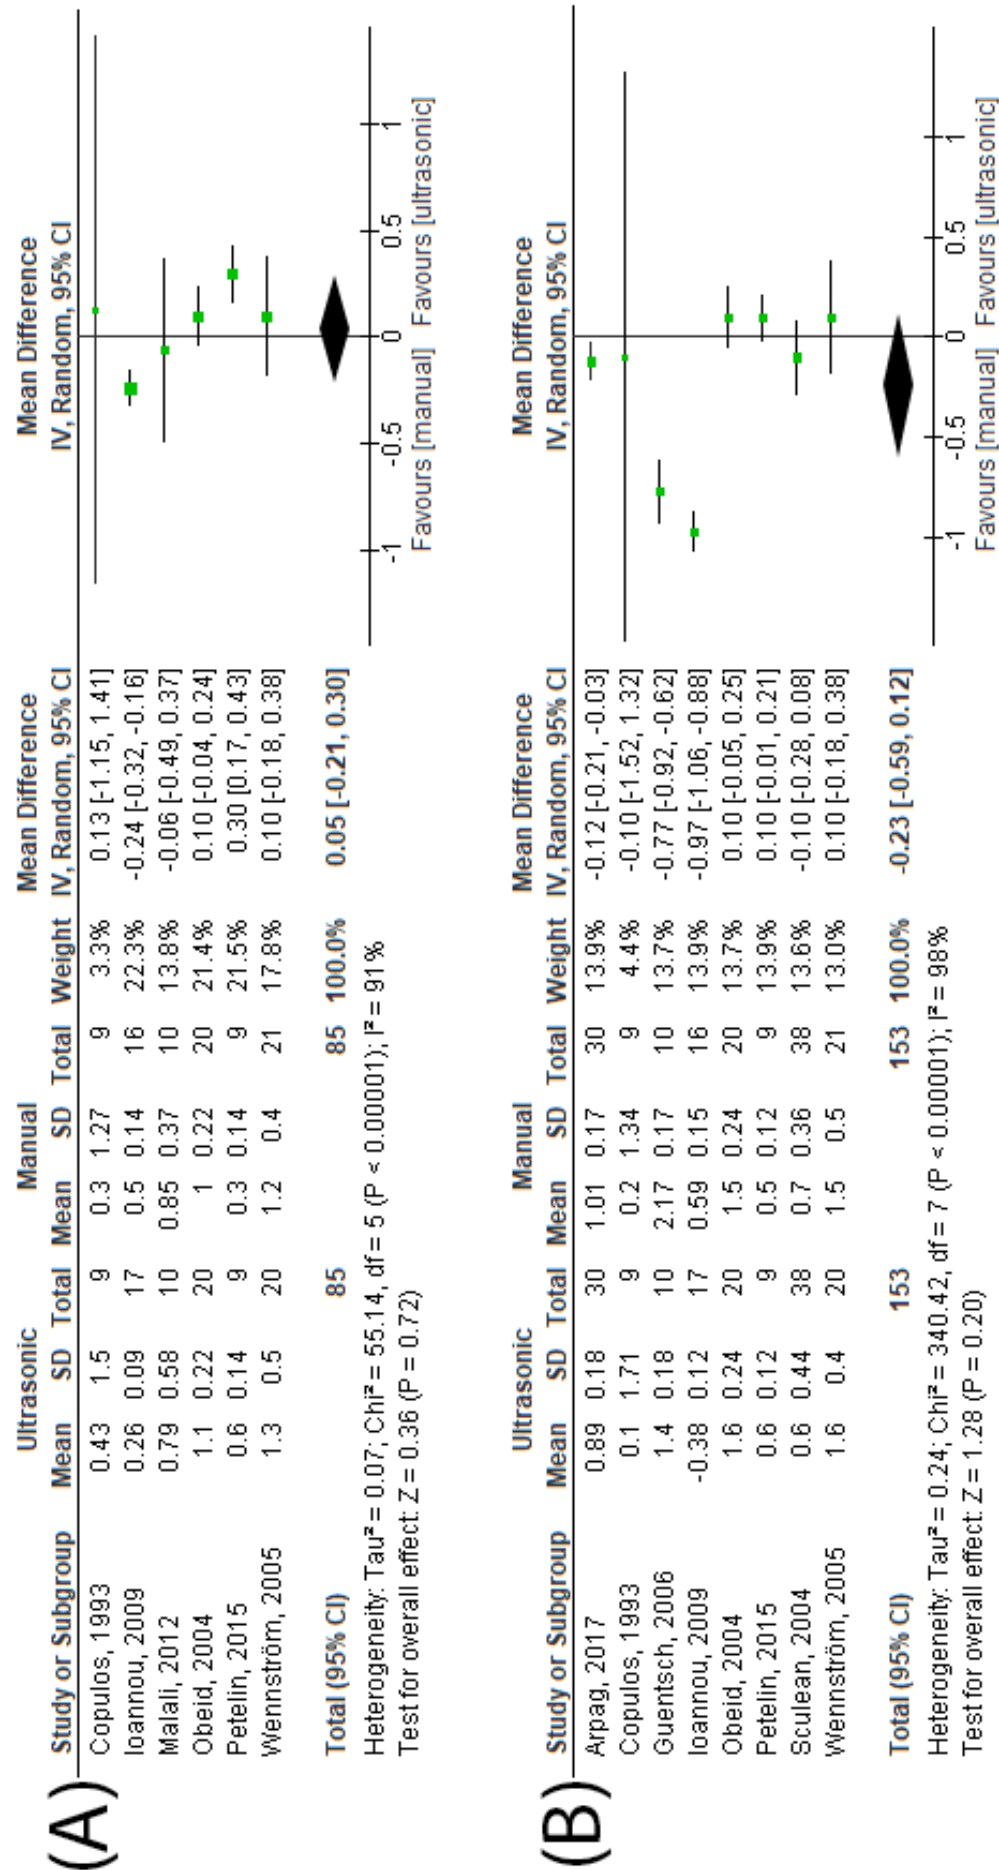 (A)
Ultrasonic Manual Mean Difference Mean Difference
Study or Subgroup Mean SD Total Mean SD Total Weight IV, Random, 95% CI IV, Random, 95% CI
Copulos, 1993 0.43 1.5 9 0.3 1.27 9 3.3% 0.13 [-1.15, 1.41]
Ioannou, 2009 0.26 0.09 17 0.5 0.14 16 22.3% -0.24 [-0.32, -0.16]
Malali, 2012 0.79 0.58 10 0.85 0.37 10 13.8% -0.06 [-0.49, 0.37]
Obeid, 2004 1.1 0.22 20 1 0.22 20 21.4% 0.10 [-0.04, 0.24]
Petelin, 2015 0.6 0.14 9 0.3 0.14 9 21.5% 0.30 [0.17, 0.43]
Wennström, 2005 1.3 0.5 20 1.2 0.4 21 17.8% 0.10 [-0.18, 0.38]
Total (95% CI) 85 85 100.0% 0.05 [-0.21, 0.30]
Heterogeneity: Tau² = 0.07; Chi² = 55.14, df = 5 (P < 0.00001); I² = 91%
Test for overall effect: Z = 0.36 (P = 0.72)
-1 -0.5 0 0.5 1
Favours [manual] Favours [ultrasonic]
(B)
Ultrasonic Manual Mean Difference Mean Difference
Study or Subgroup Mean SD Total Mean SD Total Weight IV, Random, 95% CI IV, Random, 95% CI
Arpag, 2017 0.89 0.18 30 1.01 0.17 30 13.9% -0.12 [-0.21, -0.03]
Copulos, 1993 0.1 1.71 9 0.2 1.34 9 4.4% -0.10 [-1.52, 1.32]
Guentsch, 2006 1.4 0.18 10 2.17 0.17 10 13.7% -0.77 [-0.92, -0.62]
Ioannou, 2009 -0.38 0.12 17 0.59 0.15 16 13.9% -0.97 [-1.06, -0.88]
Obeid, 2004 1.6 0.24 20 1.5 0.24 20 13.7% 0.10 [-0.05, 0.25]
Petelin, 2015 0.6 0.12 9 0.5 0.12 9 13.9% 0.10 [-0.01, 0.21]
Sculean, 2004 0.6 0.44 38 0.7 0.36 38 13.6% -0.10 [-0.28, 0.08]
Wennström, 2005 1.6 0.4 20 1.5 0.5 21 13.0% 0.10 [-0.18, 0.38]
Total (95% CI) 153 153 100.0% -0.23 [-0.59, 0.12]
Heterogeneity: Tau² = 0.24; Chi² = 340.42, df = 7 (P < 0.00001); I² = 98%
Test for overall effect: Z = 1.28 (P = 0.20)
-1 -0.5 0 0.5 1
Favours [manual] Favours [ultrasonic]